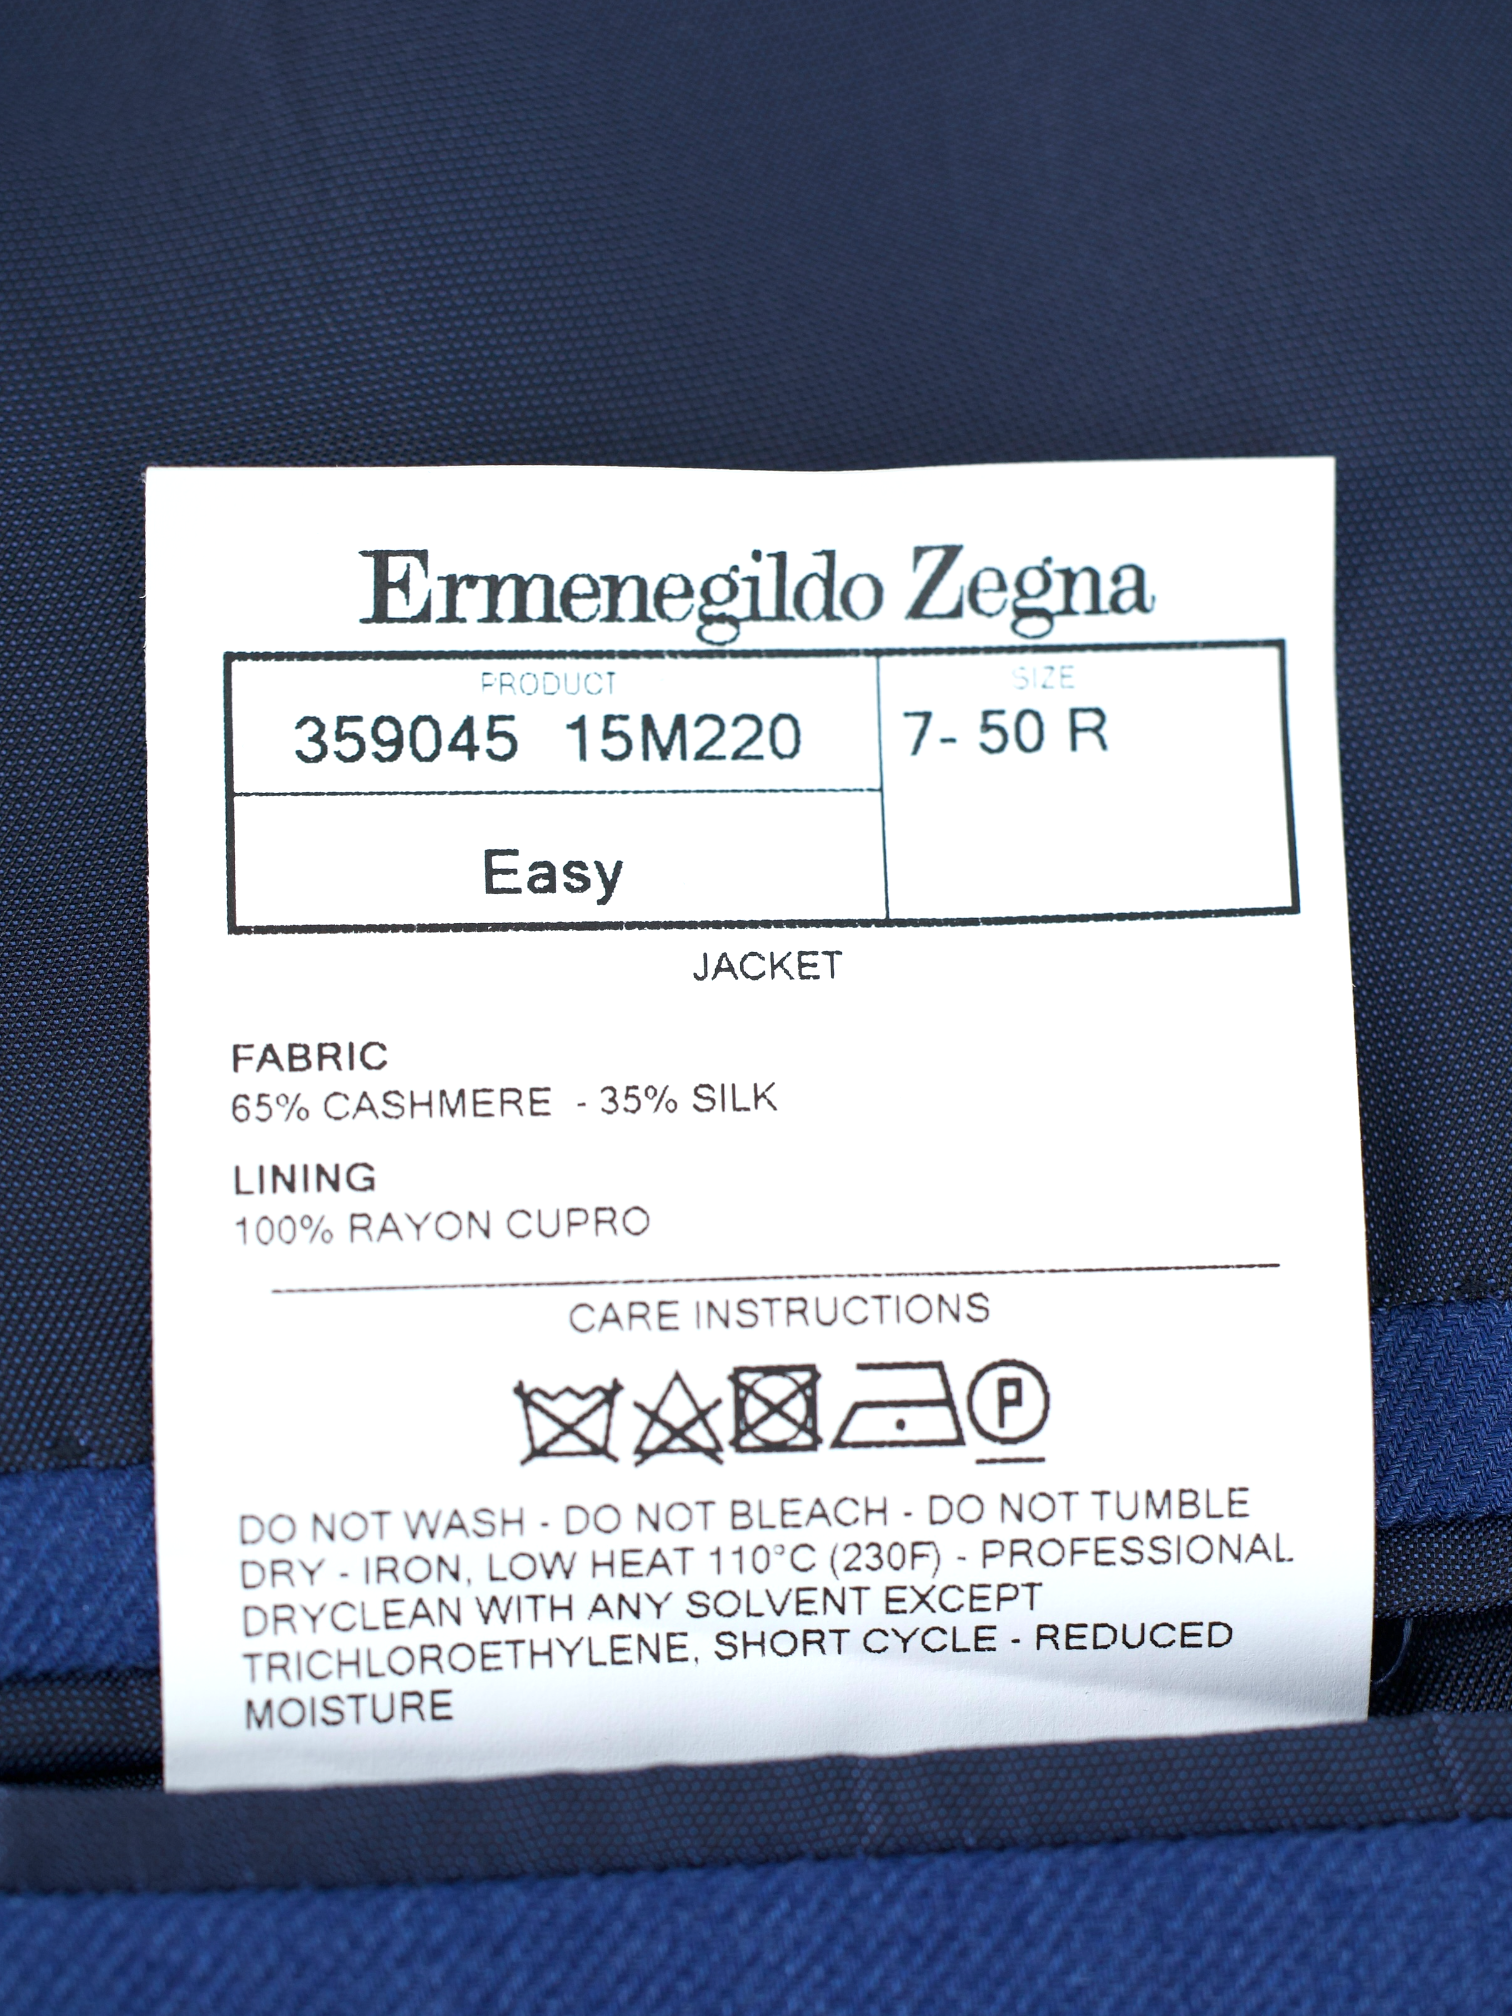 Ermenegildo Zegna
PRODUCT
359045 15M220
SIZE
7- 50 R
Easy
JACKET
FABRIC
65% CASHMERE - 35% SILK
LINING
100% RAYON CUPRO
CARE INSTRUCTIONS
P
DO NOT WASH - DO NOT BLEACH - DO NOT TUMBLE
DRY - IRON, LOW HEAT 110°C (230F) - PROFESSIONAL
DRYCLEAN WITH ANY SOLVENT EXCEPT
TRICHLOROETHYLENE, SHORT CYCLE - REDUCED
MOISTURE